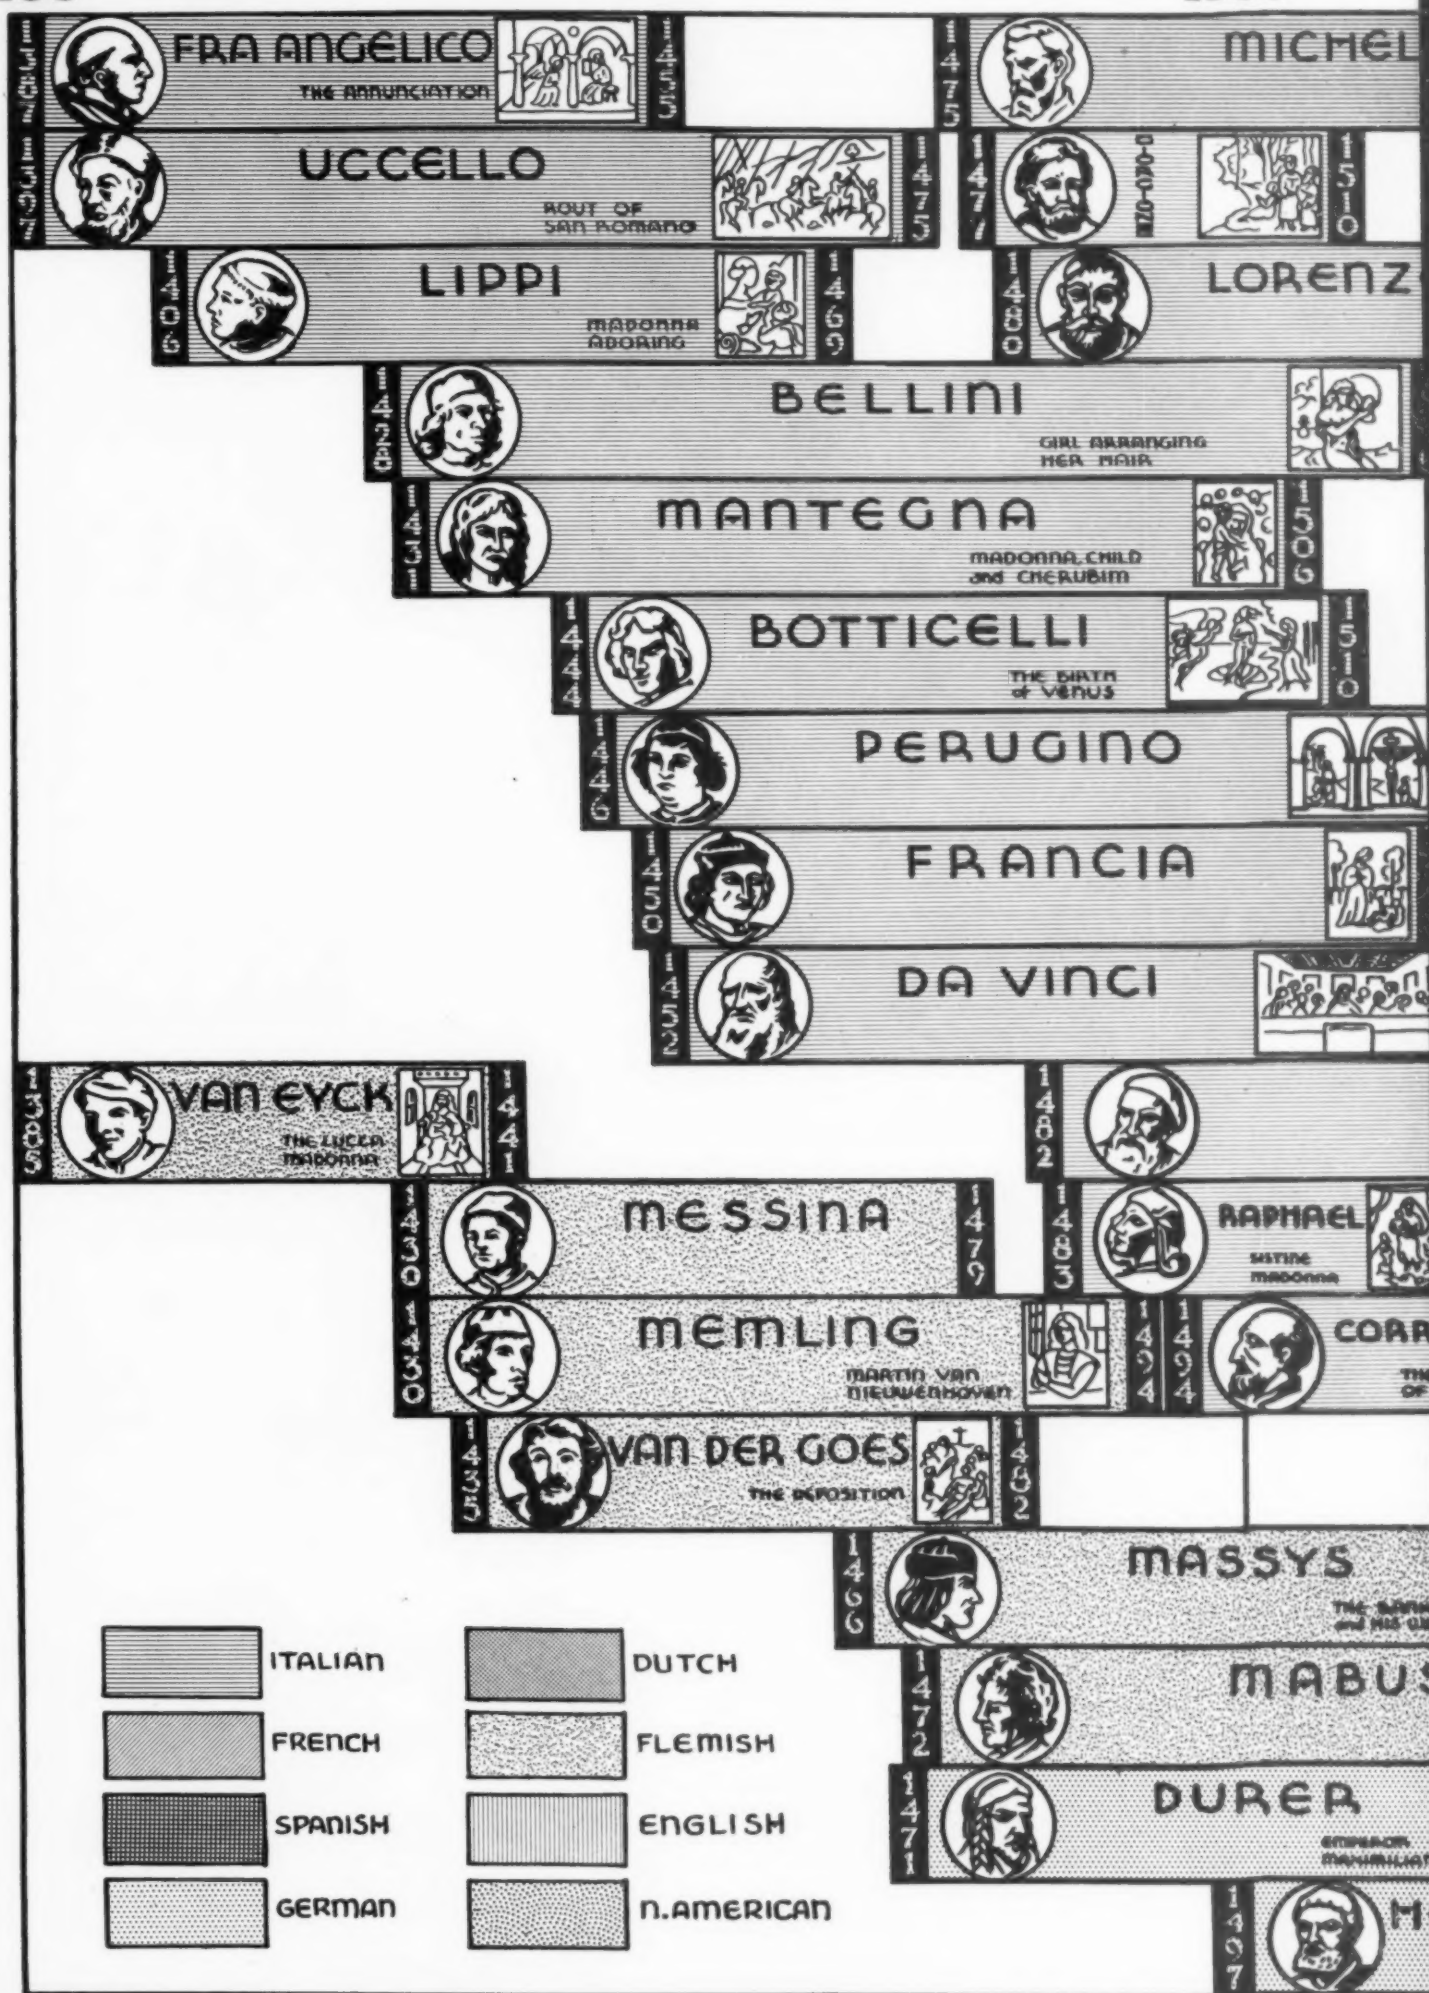 1387
FRA ANGELICO
THE ANNUNCIATION
1455
1475
MICHEL
1397
UCCELLO
ROUT OF
SAN ROMANO
1475
1477
GIORGIONE
1510
1406
LIPPI
MADONNA
ADORING
1469
1480
LORENZ
1428
BELLINI
GIRL ARRANGING
HER HAIR
1431
MANTEGNA
MADONNA, CHILD
and CHERUBIM
1506
1444
BOTTICELLI
THE BIRTH
of VENUS
1510
1446
PERUGINO
1450
FRANCIA
1452
DA VINCI
1385
VAN EYCK
THE LUCCA
MADONNA
1441
1482
1430
MESSINA
1479
1483
RAPHAEL
SISTINE
MADONNA
1430
MEMLING
MARTIN VAN
NIEUWENHOVEN
1494
1494
CORR
OF
1435
VAN DER GOES
THE DEPOSITION
1482
1466
MASSYS
THE BANK
and HIS
1472
MABUS
1471
DURER
EMPEROR
MAXIMILIAN
1497
H
ITALIAN
DUTCH
FRENCH
FLEMISH
SPANISH
ENGLISH
GERMAN
N.AMERICAN